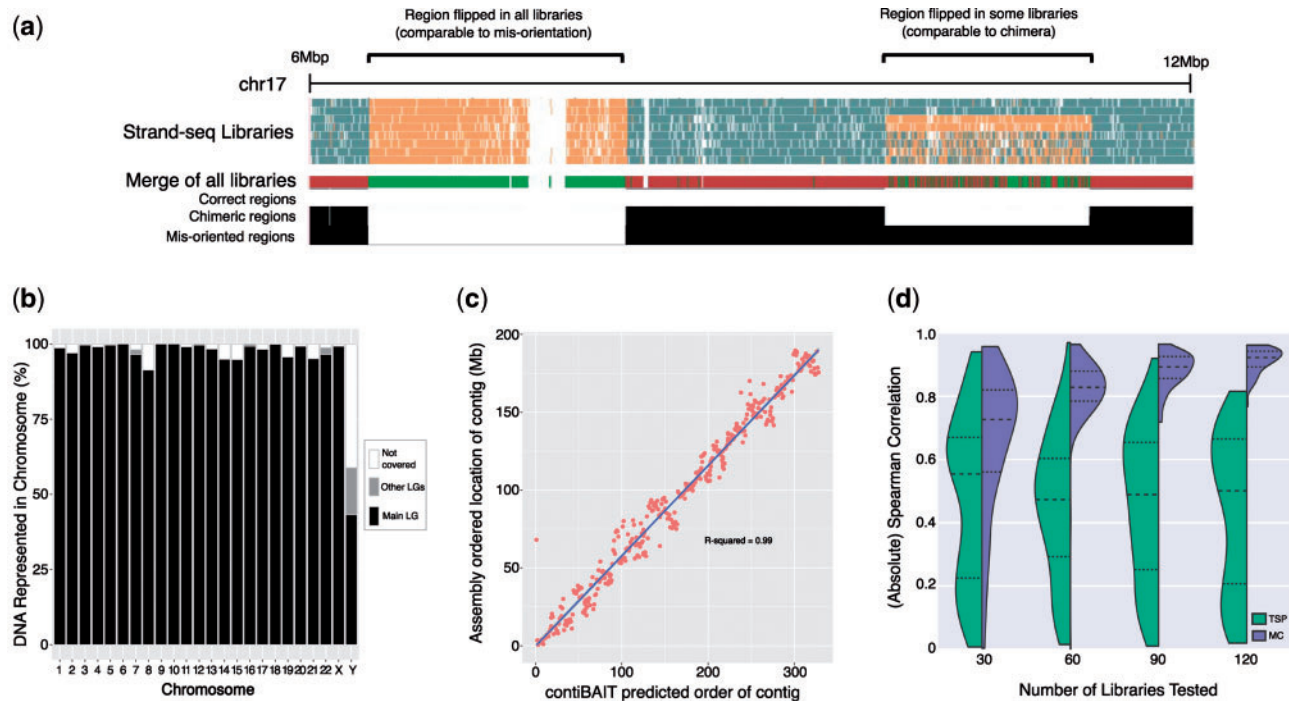 (a)
Region flipped in all libraries
(comparable to mis-orientation)
Region flipped in some libraries
(comparable to chimera)
6Mbp
12Mbp
chr17
Strand-seq Libraries
Merge of all libraries
Correct regions
Chimeric regions
Mis-oriented regions
(b)
DNA Represented in Chromosome (%)
100
75
50
25
0
1 2 3 4 5 6 7 8 9 10 11 12 13 14 15 16 17 18 19 20 21 22 X Y
Chromosome
Not
covered
Other LGs
Main LG
(c)
Assembly ordered location of contig (Mb)
200
150
100
50
0
R-squared = 0.99
0 100 200 300
contiBAIT predicted order of contig
(d)
(Absolute) Spearman Correlation
1.0
0.8
0.6
0.4
0.2
0
TSP
MC
30 60 90 120
Number of Libraries Tested